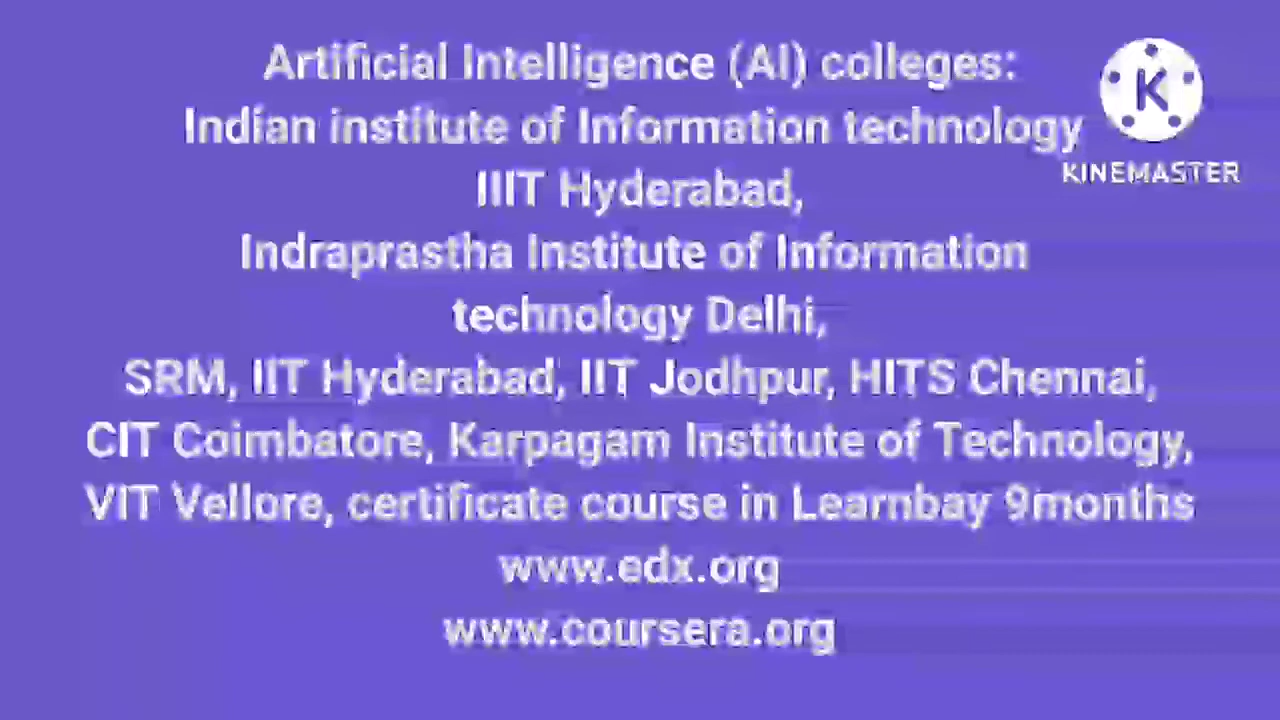 Artificial Intelligence (AI) colleges:
Indian institute of Information technology
IIIT Hyderabad,
Indraprastha Institute of Information
technology Delhi,
SRM, IIT Hyderabad, IIT Jodhpur, HITS Chennai,
CIT Coimbatore, Karpagam Institute of Technology,
VIT Vellore, certificate course in Learnbay 9months
www.edx.org
www.coursera.org
K
KINEMASTER